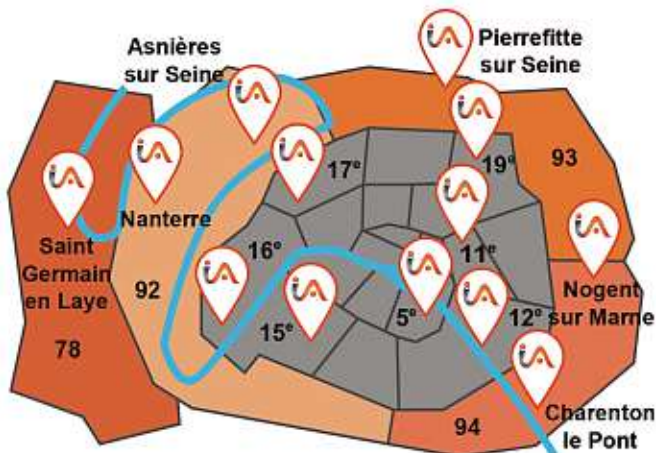 Asnières
sur Seine
Pierrefitte
sur Seine
17e
19e
93
Nanterre
Saint
Germain
en Laye
16e
11e
92
Nogent
sur Marne
78
15e
5e
12e
94
Charenton
le Pont